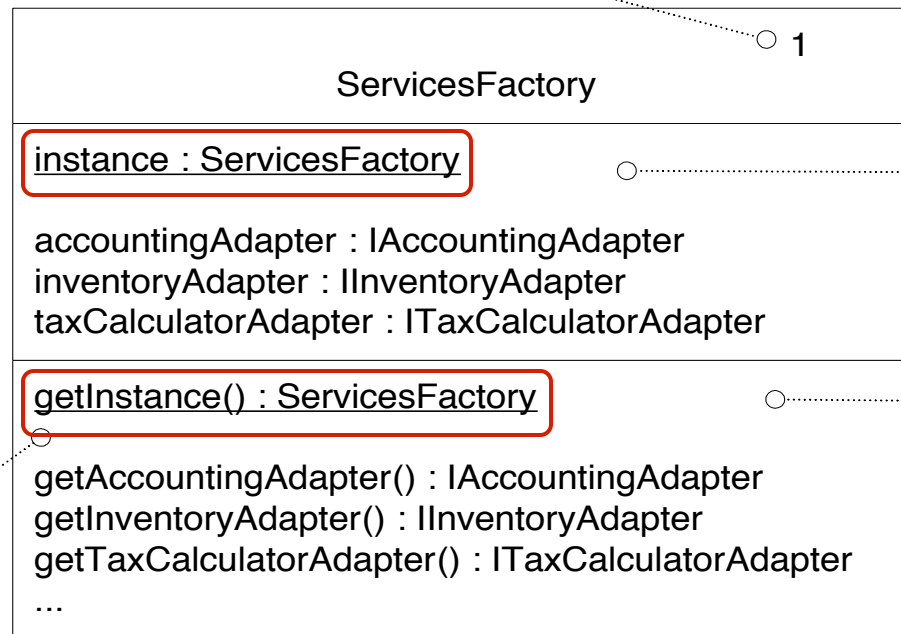 1
ServicesFactory
instance : ServicesFactory
accountingAdapter : IAccountingAdapter
inventoryAdapter : IInventoryAdapter
taxCalculatorAdapter : ITaxCalculatorAdapter
getInstance() : ServicesFactory
getAccountingAdapter() : IAccountingAdapter
getInventoryAdapter() : IInventoryAdapter
getTaxCalculatorAdapter() : ITaxCalculatorAdapter
...